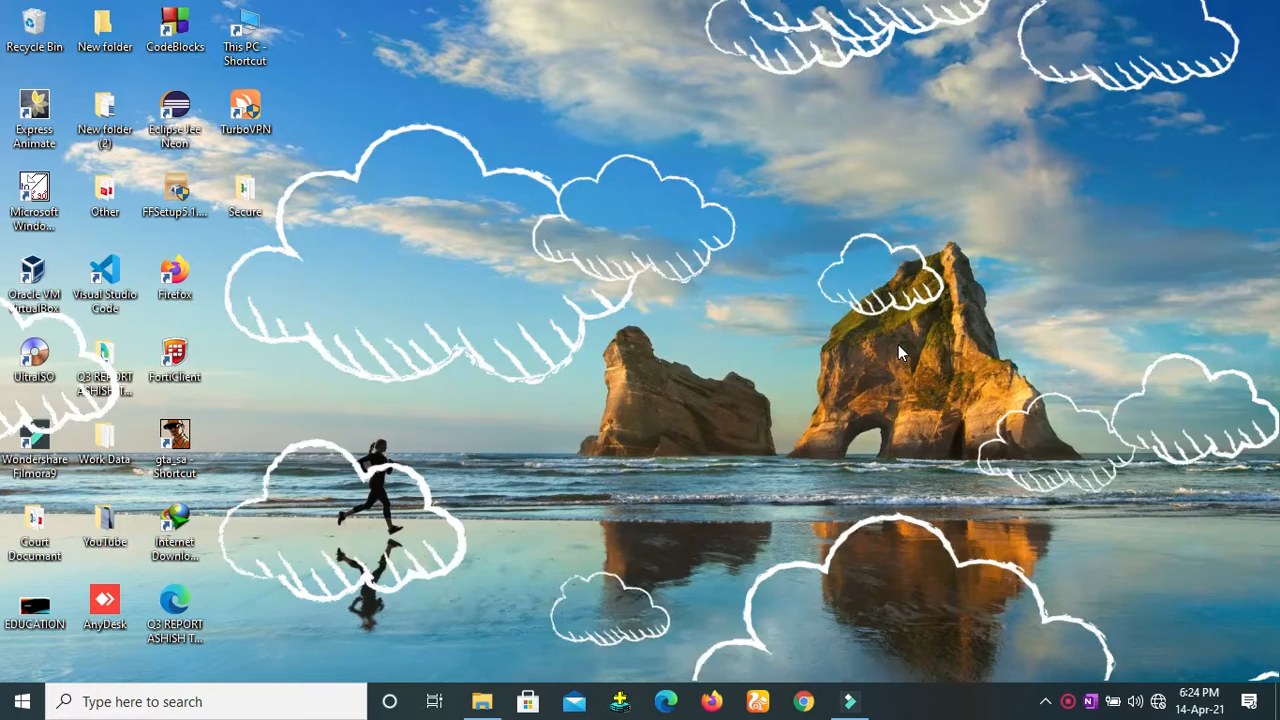 Recycle Bin
New folder
CodeBlocks
This PC -
Shortcut
Express
Animate
New folder
(2)
Eclipse Jee
Neon
TurboVPN
Microsoft
Windo...
Other
FFSetup5.1....
Secure
Oracle VM
VirtualBox
Visual Studio
Code
Firefox
UltraISO
Q3 REPORT
ASHISH T...
FortiClient
Wondershare
Filmora9
Work Data
gta_sa -
Shortcut
Court
Document
YouTube
Internet
Downlo...
EDUCATION
AnyDesk
Q3 REPORT
ASHISH T...
Type here to search
6:24 PM
14-Apr-21